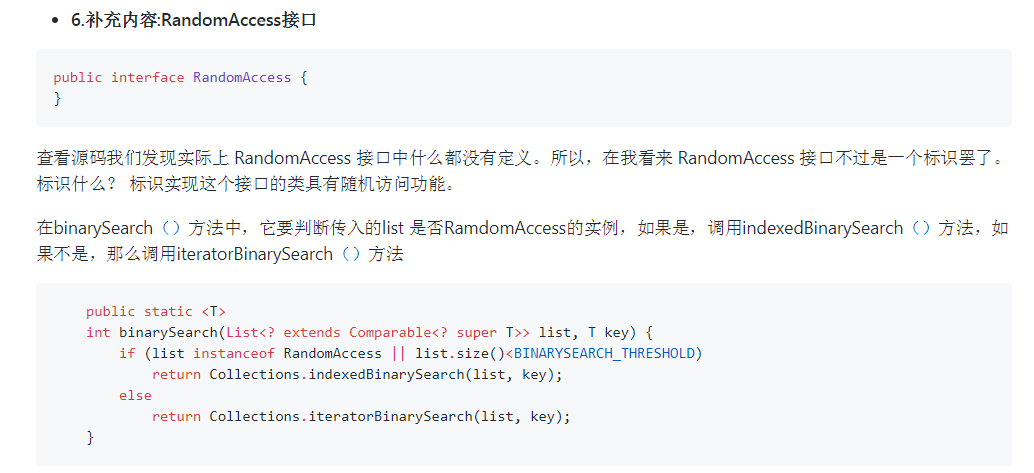 6.补充内容:RandomAccess接口
public interface RandomAccess {
}
查看源码我们发现实际上 RandomAccess 接口中什么都没有定义。所以，在我看来 RandomAccess 接口不过是一个标识罢了。
标识什么？ 标识实现这个接口的类具有随机访问功能。
在binarySearch（）方法中，它要判断传入的list 是否RamdomAccess的实例，如果是，调用indexedBinarySearch（）方法，如
果不是，那么调用iteratorBinarySearch（）方法
public static <T>
int binarySearch(List<? extends Comparable<? super T>> list, T key) {
if (list instanceof RandomAccess || list.size()<BINARYSEARCH_THRESHOLD)
return Collections.indexedBinarySearch(list, key);
else
return Collections.iteratorBinarySearch(list, key);
}